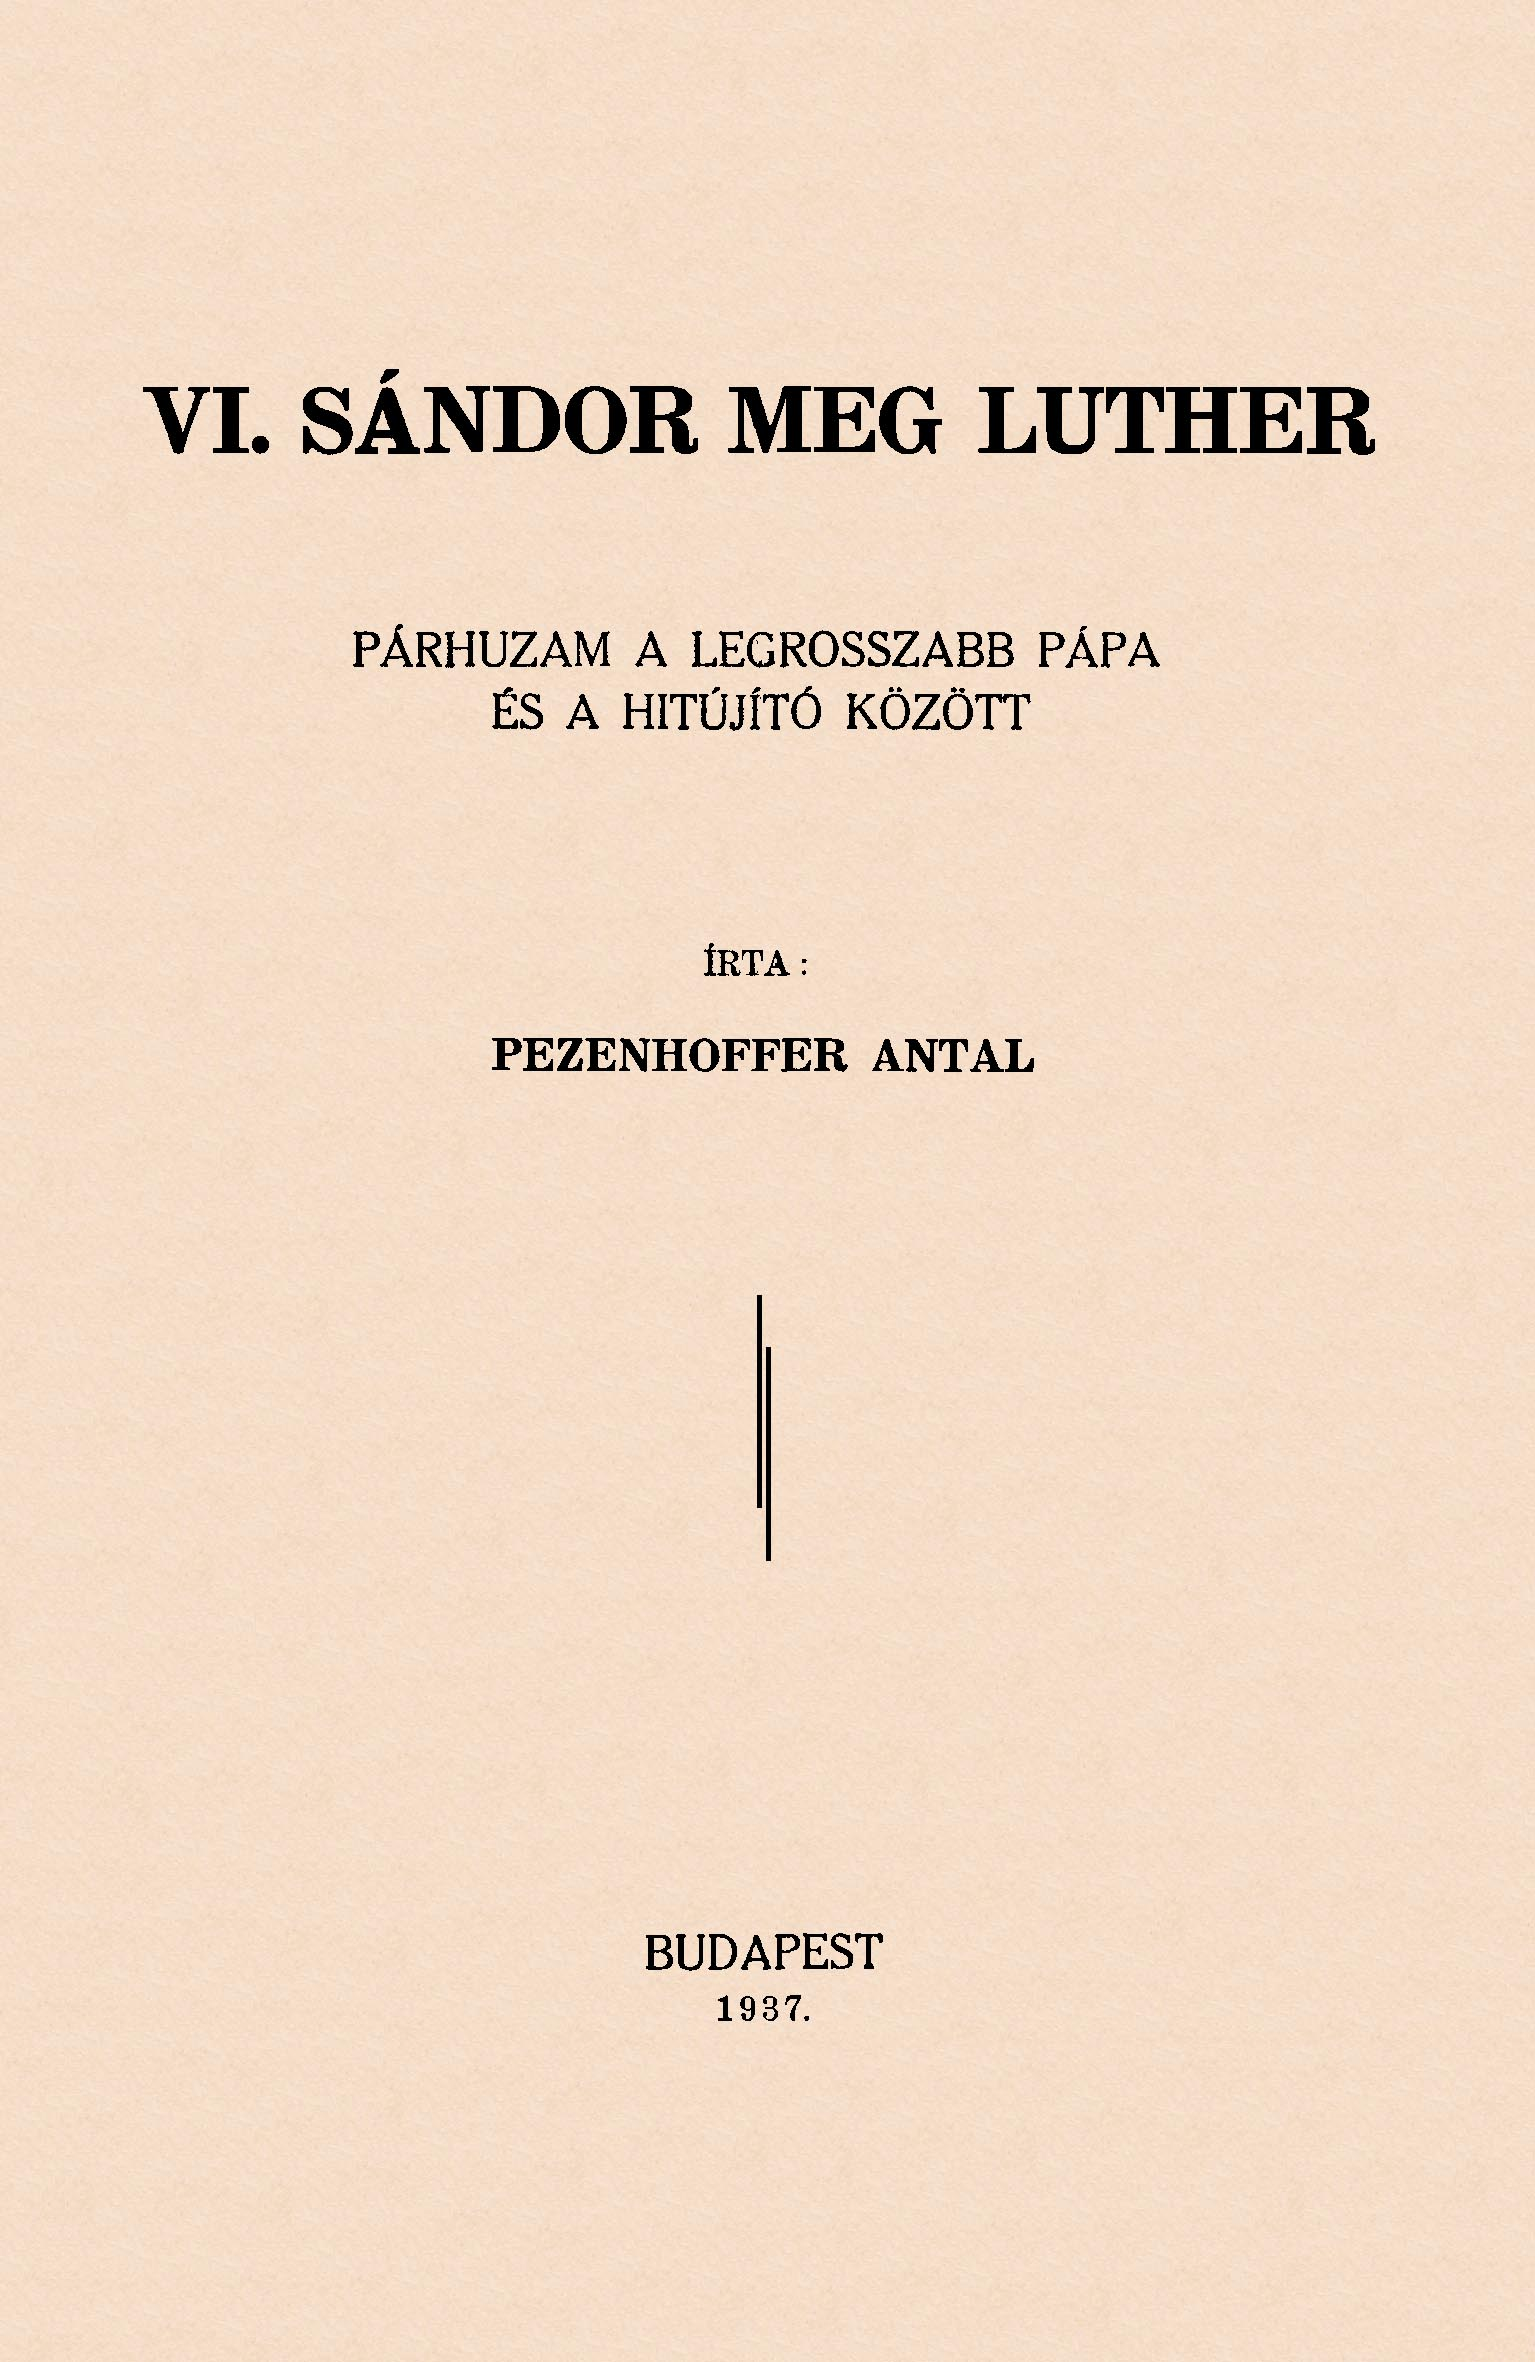 VI. SÁNDOR MEG LUTHER
PÁRHUZAM A LEGROSSZABB PÁPA
ÉS A HITÚJÍTÓ KÖZÖTT
ÍRTA :
PEZENHOFFER ANTAL
BUDAPEST
1937.